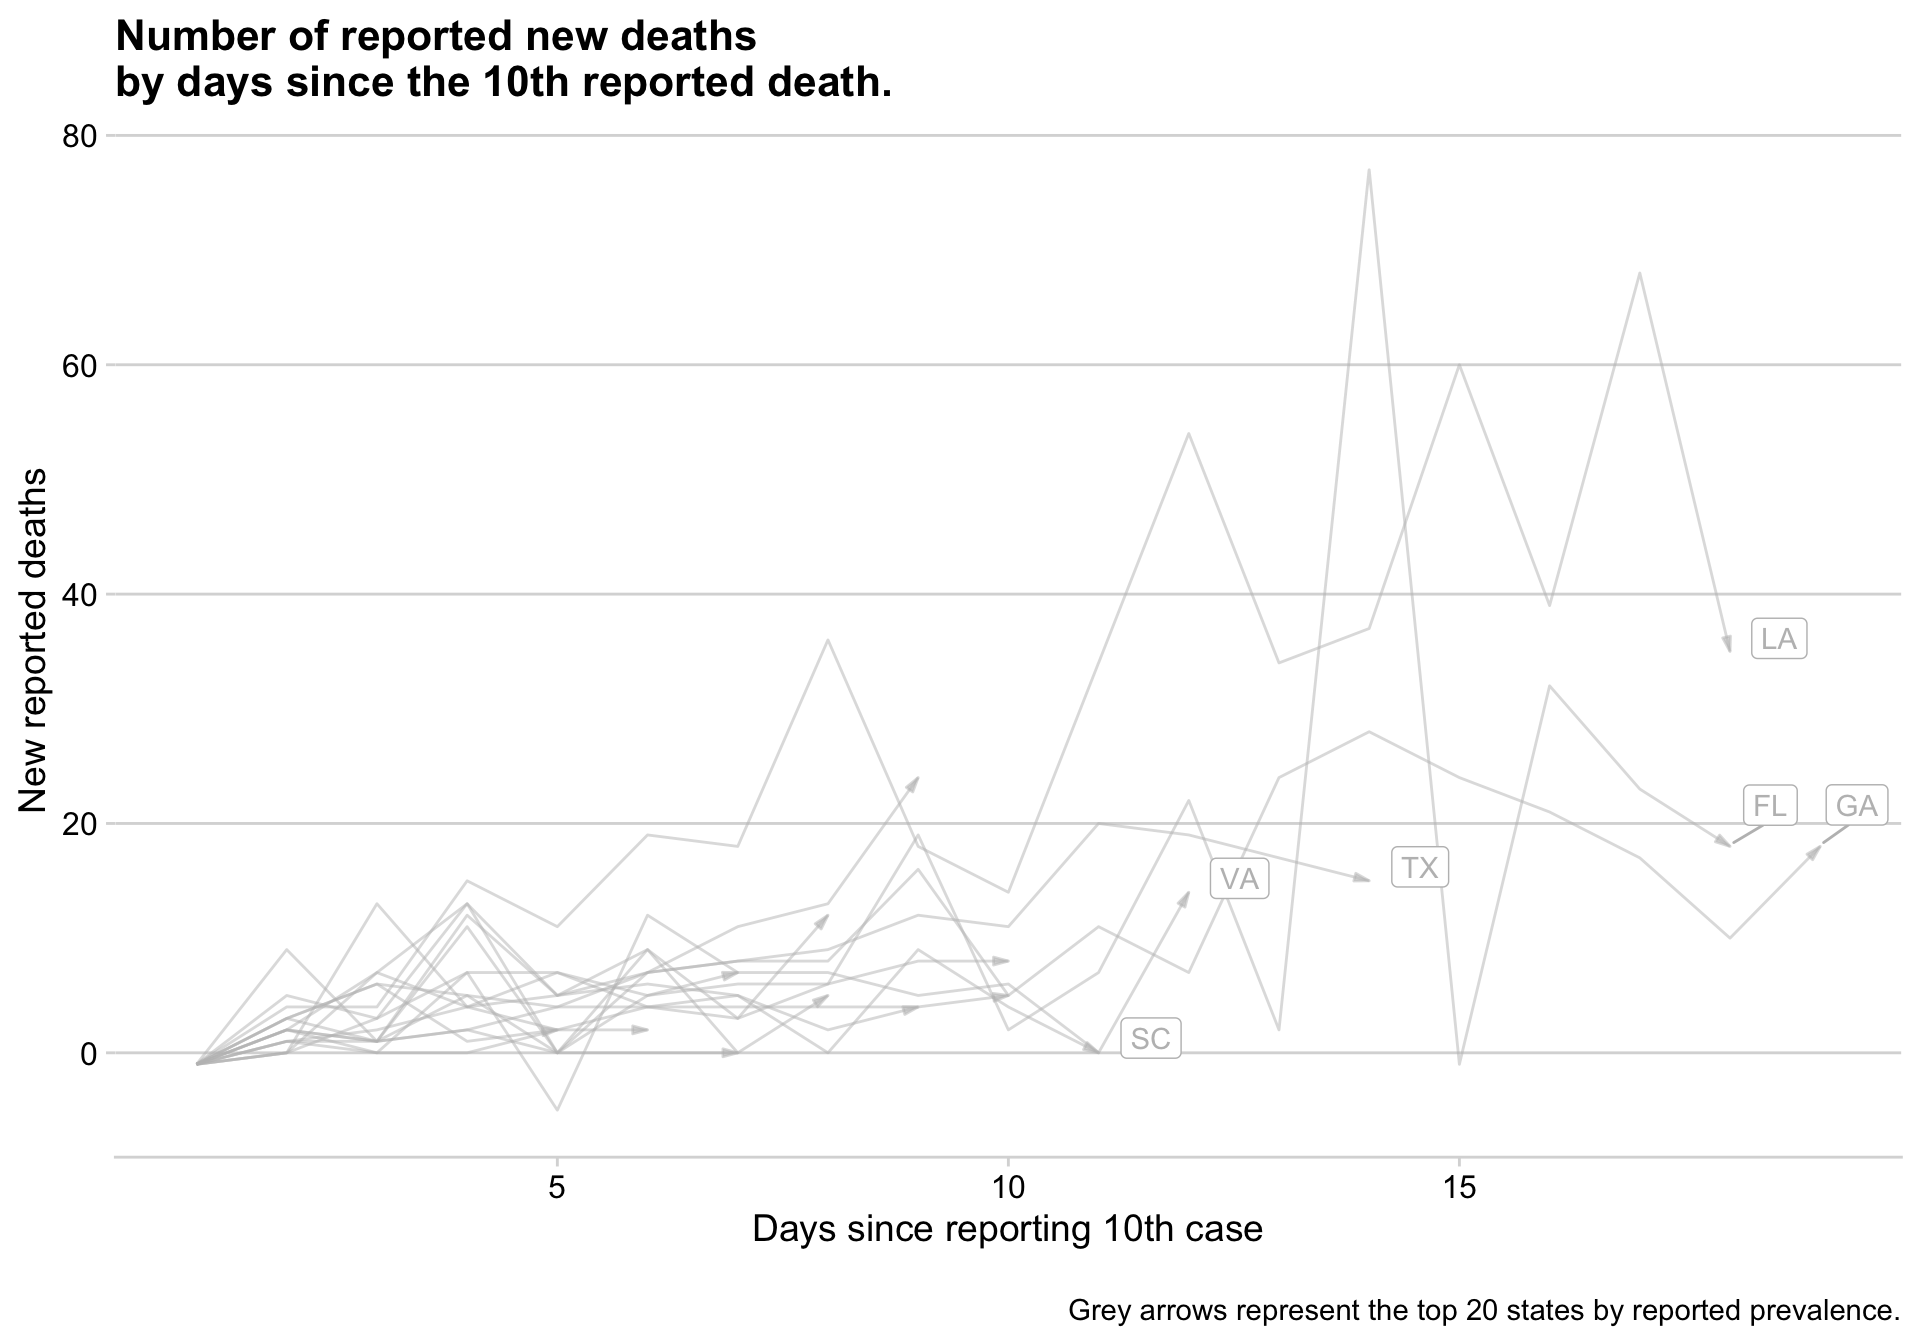 Number of reported new deaths
by days since the 10th reported death.
New reported deaths
80
60
40
20
0
LA
FL
GA
TX
VA
SC
5
10
15
Days since reporting 10th case
Grey arrows represent the top 20 states by reported prevalence.